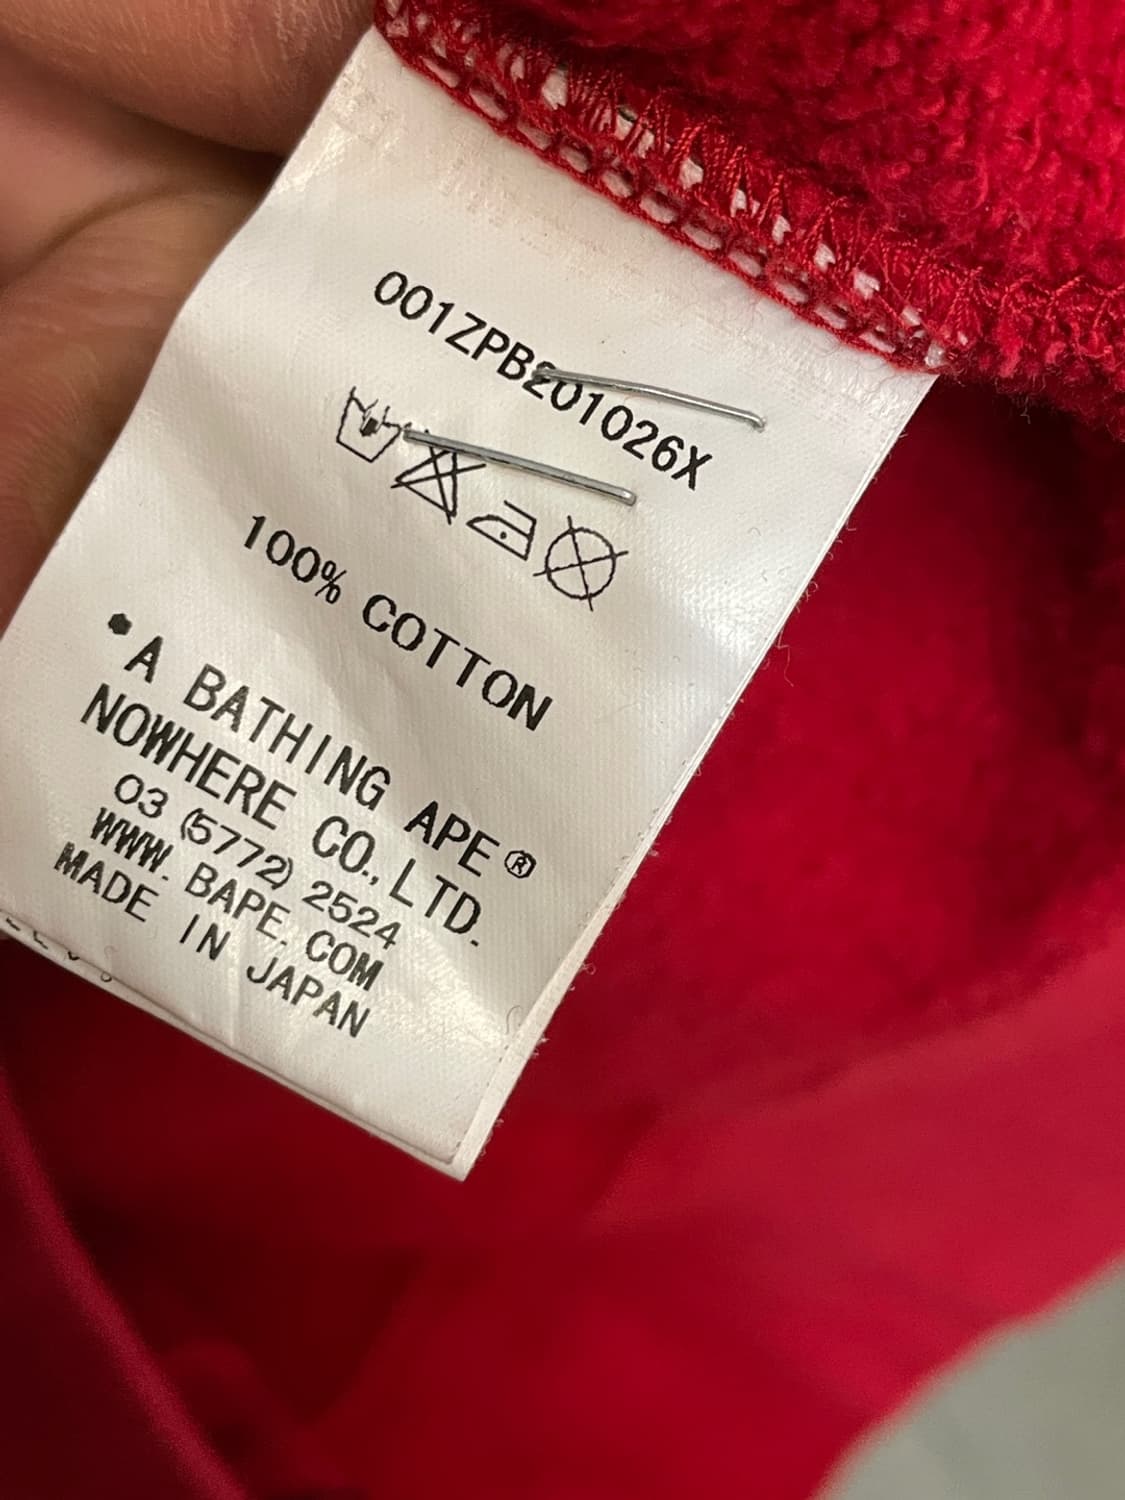 001ZPB201026X
100% COTTON
•A BATHING APE®
NOWHERE CO., LTD.
03 (5772) 2524
WWW. BAPE. COM
MADE IN JAPAN